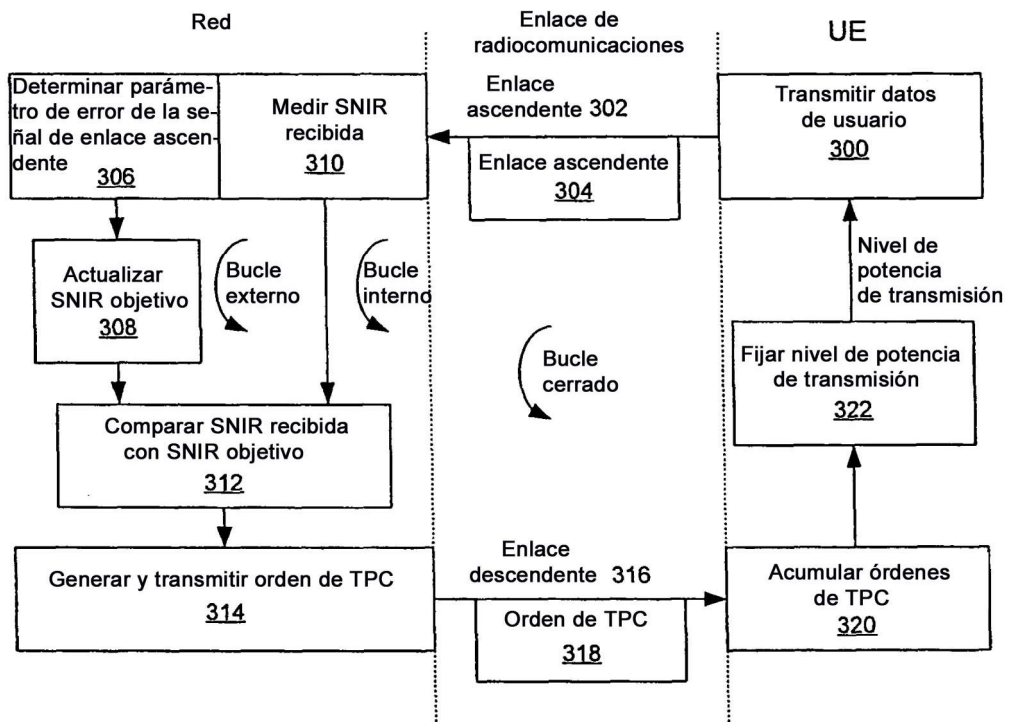 Red
Enlace de
radiocomunicaciones
UE
Determinar paráme-
tro de error de la se-
ñal de enlace ascen-
dente
306
Medir SNIR
recibida
310
Enlace
ascendente 302
Enlace ascendente
304
Transmitir datos
de usuario
300
Actualizar
SNIR objetivo
308
Bucle
externo
Bucle
interno
Nivel de
potencia
de transmisión
Bucle
cerrado
Fijar nivel de potencia
de transmisión
322
Comparar SNIR recibida
con SNIR objetivo
312
Generar y transmitir orden de TPC
314
Enlace
descendente 316
Orden de TPC
318
Acumular órdenes
de TPC
320